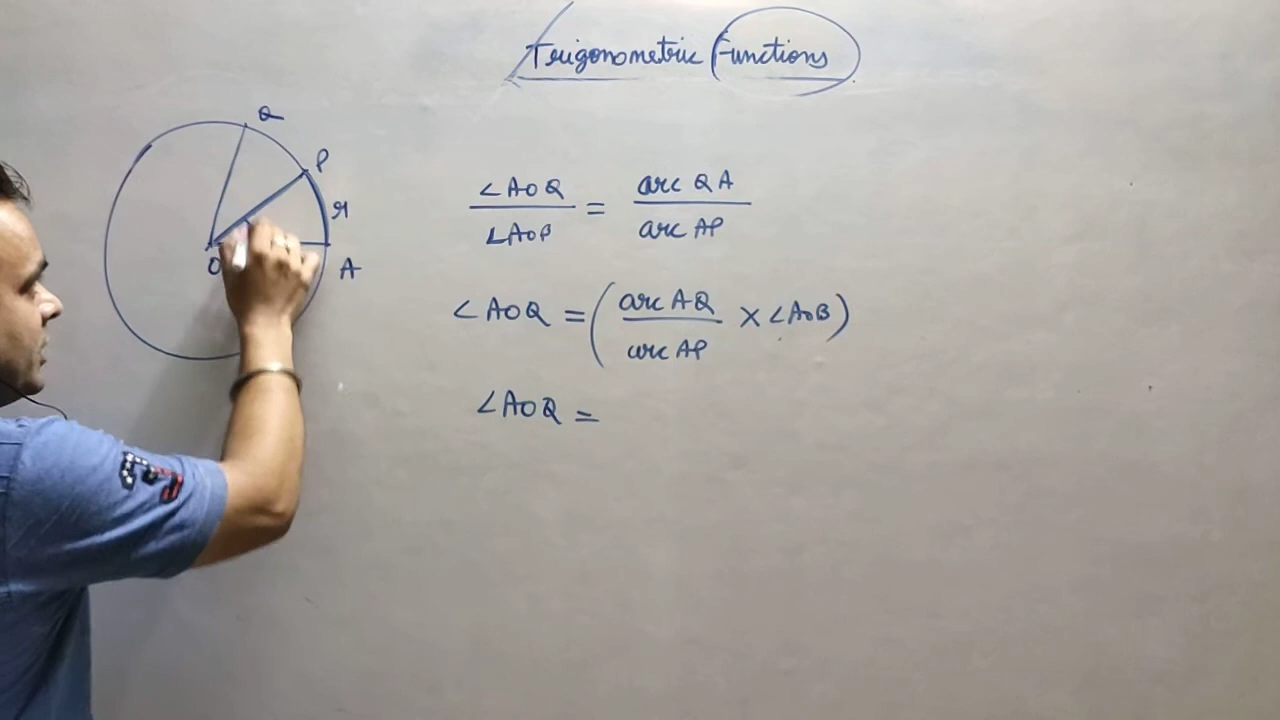 Trigonometric Functions
Q
P
r
O
A
∠AOQ / ∠AOP = arc QA / arc AP
∠AOQ = (arc AQ / arc AP × ∠AOB)
∠AOQ =